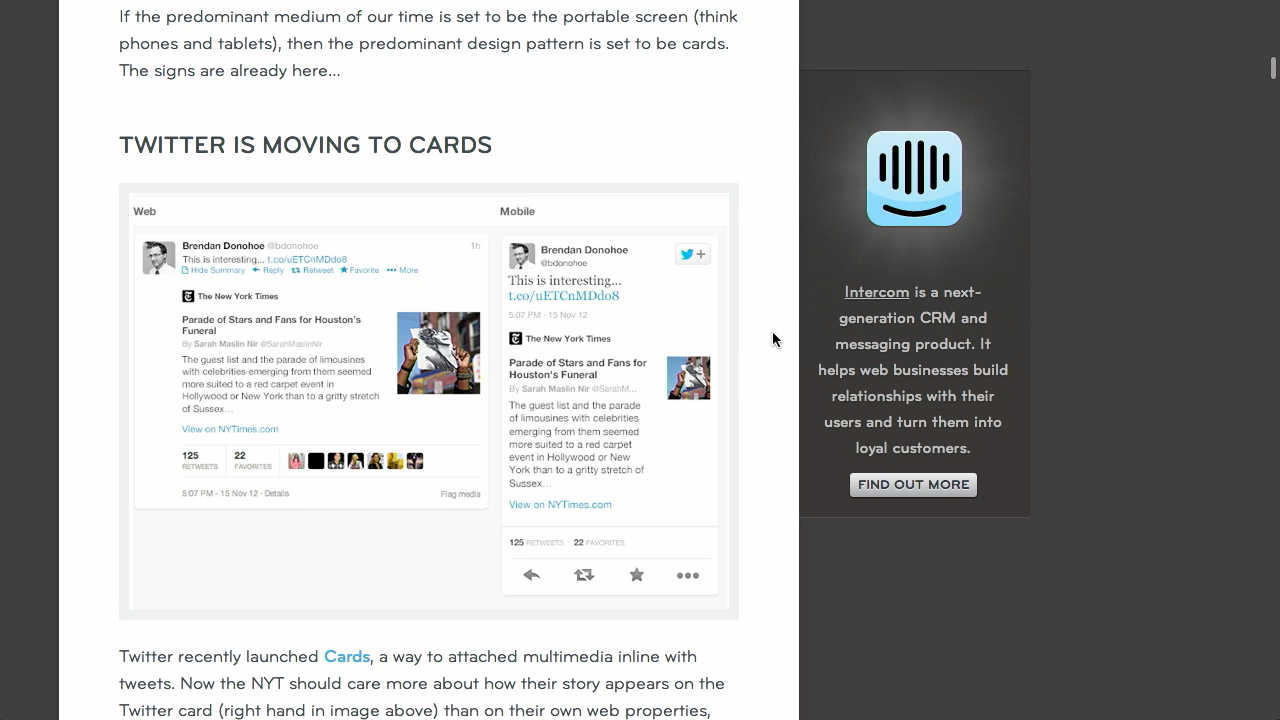 If the predominant medium of our time is set to be the portable screen (think
phones and tablets), then the predominant design pattern is set to be cards.
The signs are already here...
TWITTER IS MOVING TO CARDS
Web
Brendan Donohoe @bdonohoe 1h
This is interesting... t.co/uETCnMDdo8
Hide Summary Reply Retweet Favorite More
The New York Times
Parade of Stars and Fans for Houston's
Funeral
By Sarah Maslin Nir @SarahMaslinNir
The guest list and the parade of limousines
with celebrities emerging from them seemed
more suited to a red carpet event in
Hollywood or New York than to a gritty stretch
of Sussex...
View on NYTimes.com
125 22
RETWEETS FAVORITES
5:07 PM - 15 Nov 12 · Details Flag media
Mobile
Brendan Donohoe
@bdonohoe
This is interesting...
t.co/uETCnMDdo8
5:07 PM · 15 Nov 12
The New York Times
Parade of Stars and Fans for
Houston's Funeral
By Sarah Maslin Nir @SarahM...
The guest list and the parade
of limousines with celebrities
emerging from them seemed
more suited to a red carpet
event in Hollywood or New
York than to a gritty stretch of
Sussex...
View on NYTimes.com
125 RETWEETS 22 FAVORITES
Twitter recently launched Cards, a way to attached multimedia inline with
tweets. Now the NYT should care more about how their story appears on the
Twitter card (right hand in image above) than on their own web properties,
Intercom is a next-
generation CRM and
messaging product. It
helps web businesses build
relationships with their
users and turn them into
loyal customers.
FIND OUT MORE